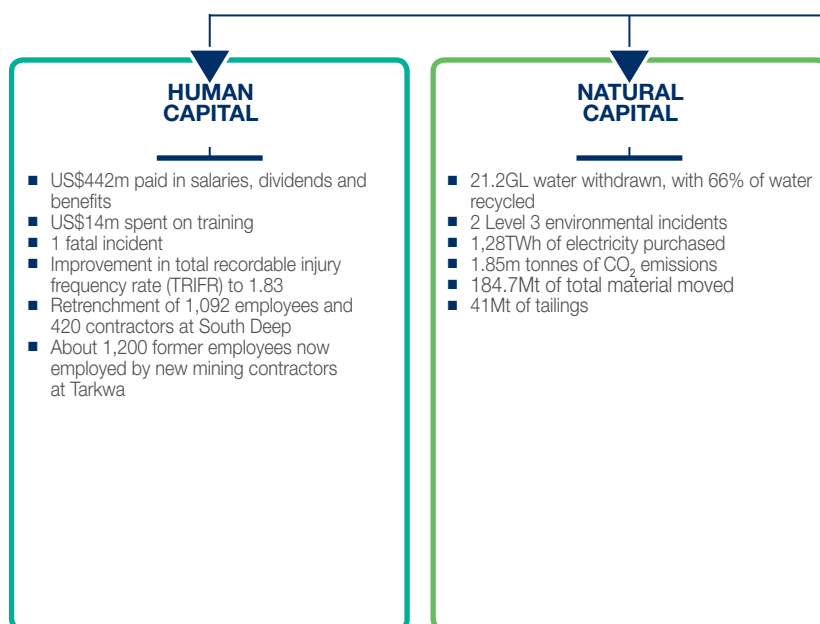 HUMAN
CAPITAL
■ US$442m paid in salaries, dividends and
benefits
■ US$14m spent on training
■ 1 fatal incident
■ Improvement in total recordable injury
frequency rate (TRIFR) to 1.83
■ Retrenchment of 1,092 employees and
420 contractors at South Deep
■ About 1,200 former employees now
employed by new mining contractors
at Tarkwa
NATURAL
CAPITAL
■ 21.2GL water withdrawn, with 66% of water
recycled
■ 2 Level 3 environmental incidents
■ 1,28TWh of electricity purchased
■ 1.85m tonnes of CO₂ emissions
■ 184.7Mt of total material moved
■ 41Mt of tailings